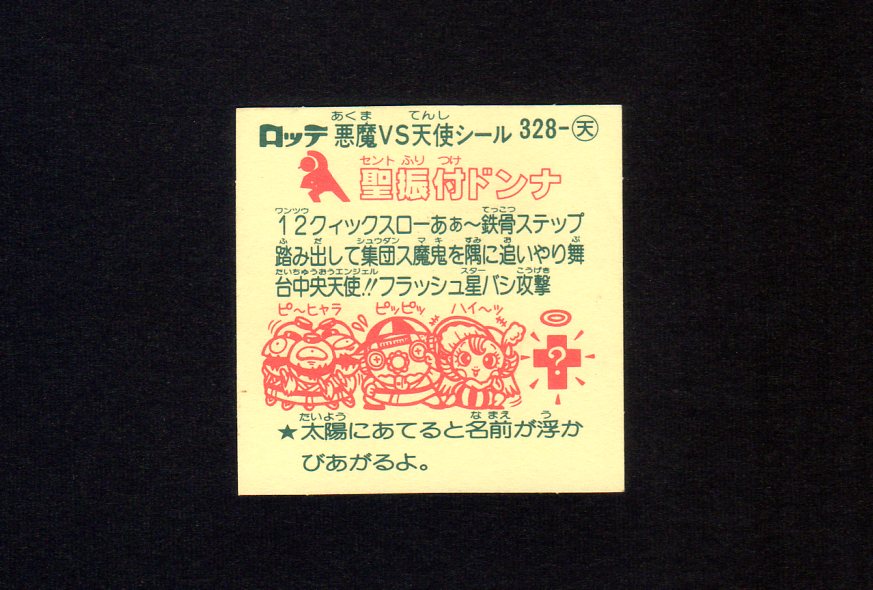 ロッテ 悪魔VS天使シール 328-天
あくま てんし
聖振付ドンナ
セント ふり つけ
12クィックスローあぁ〜鉄骨ステップ
ワンツウ てっこつ
踏み出して集団ス魔鬼を隅に追いやり舞
ふ だ シュウダン マ キ すみ お ぶ
台中央天使!!フラッシュ星バシ攻撃
たいちゅうおうエンジェル スター こうげき
ピ〜ヒャラ ピッピッ ハイ〜ッ
?
★太陽にあてると名前が浮か
たいよう なまえ う
びあがるよ。